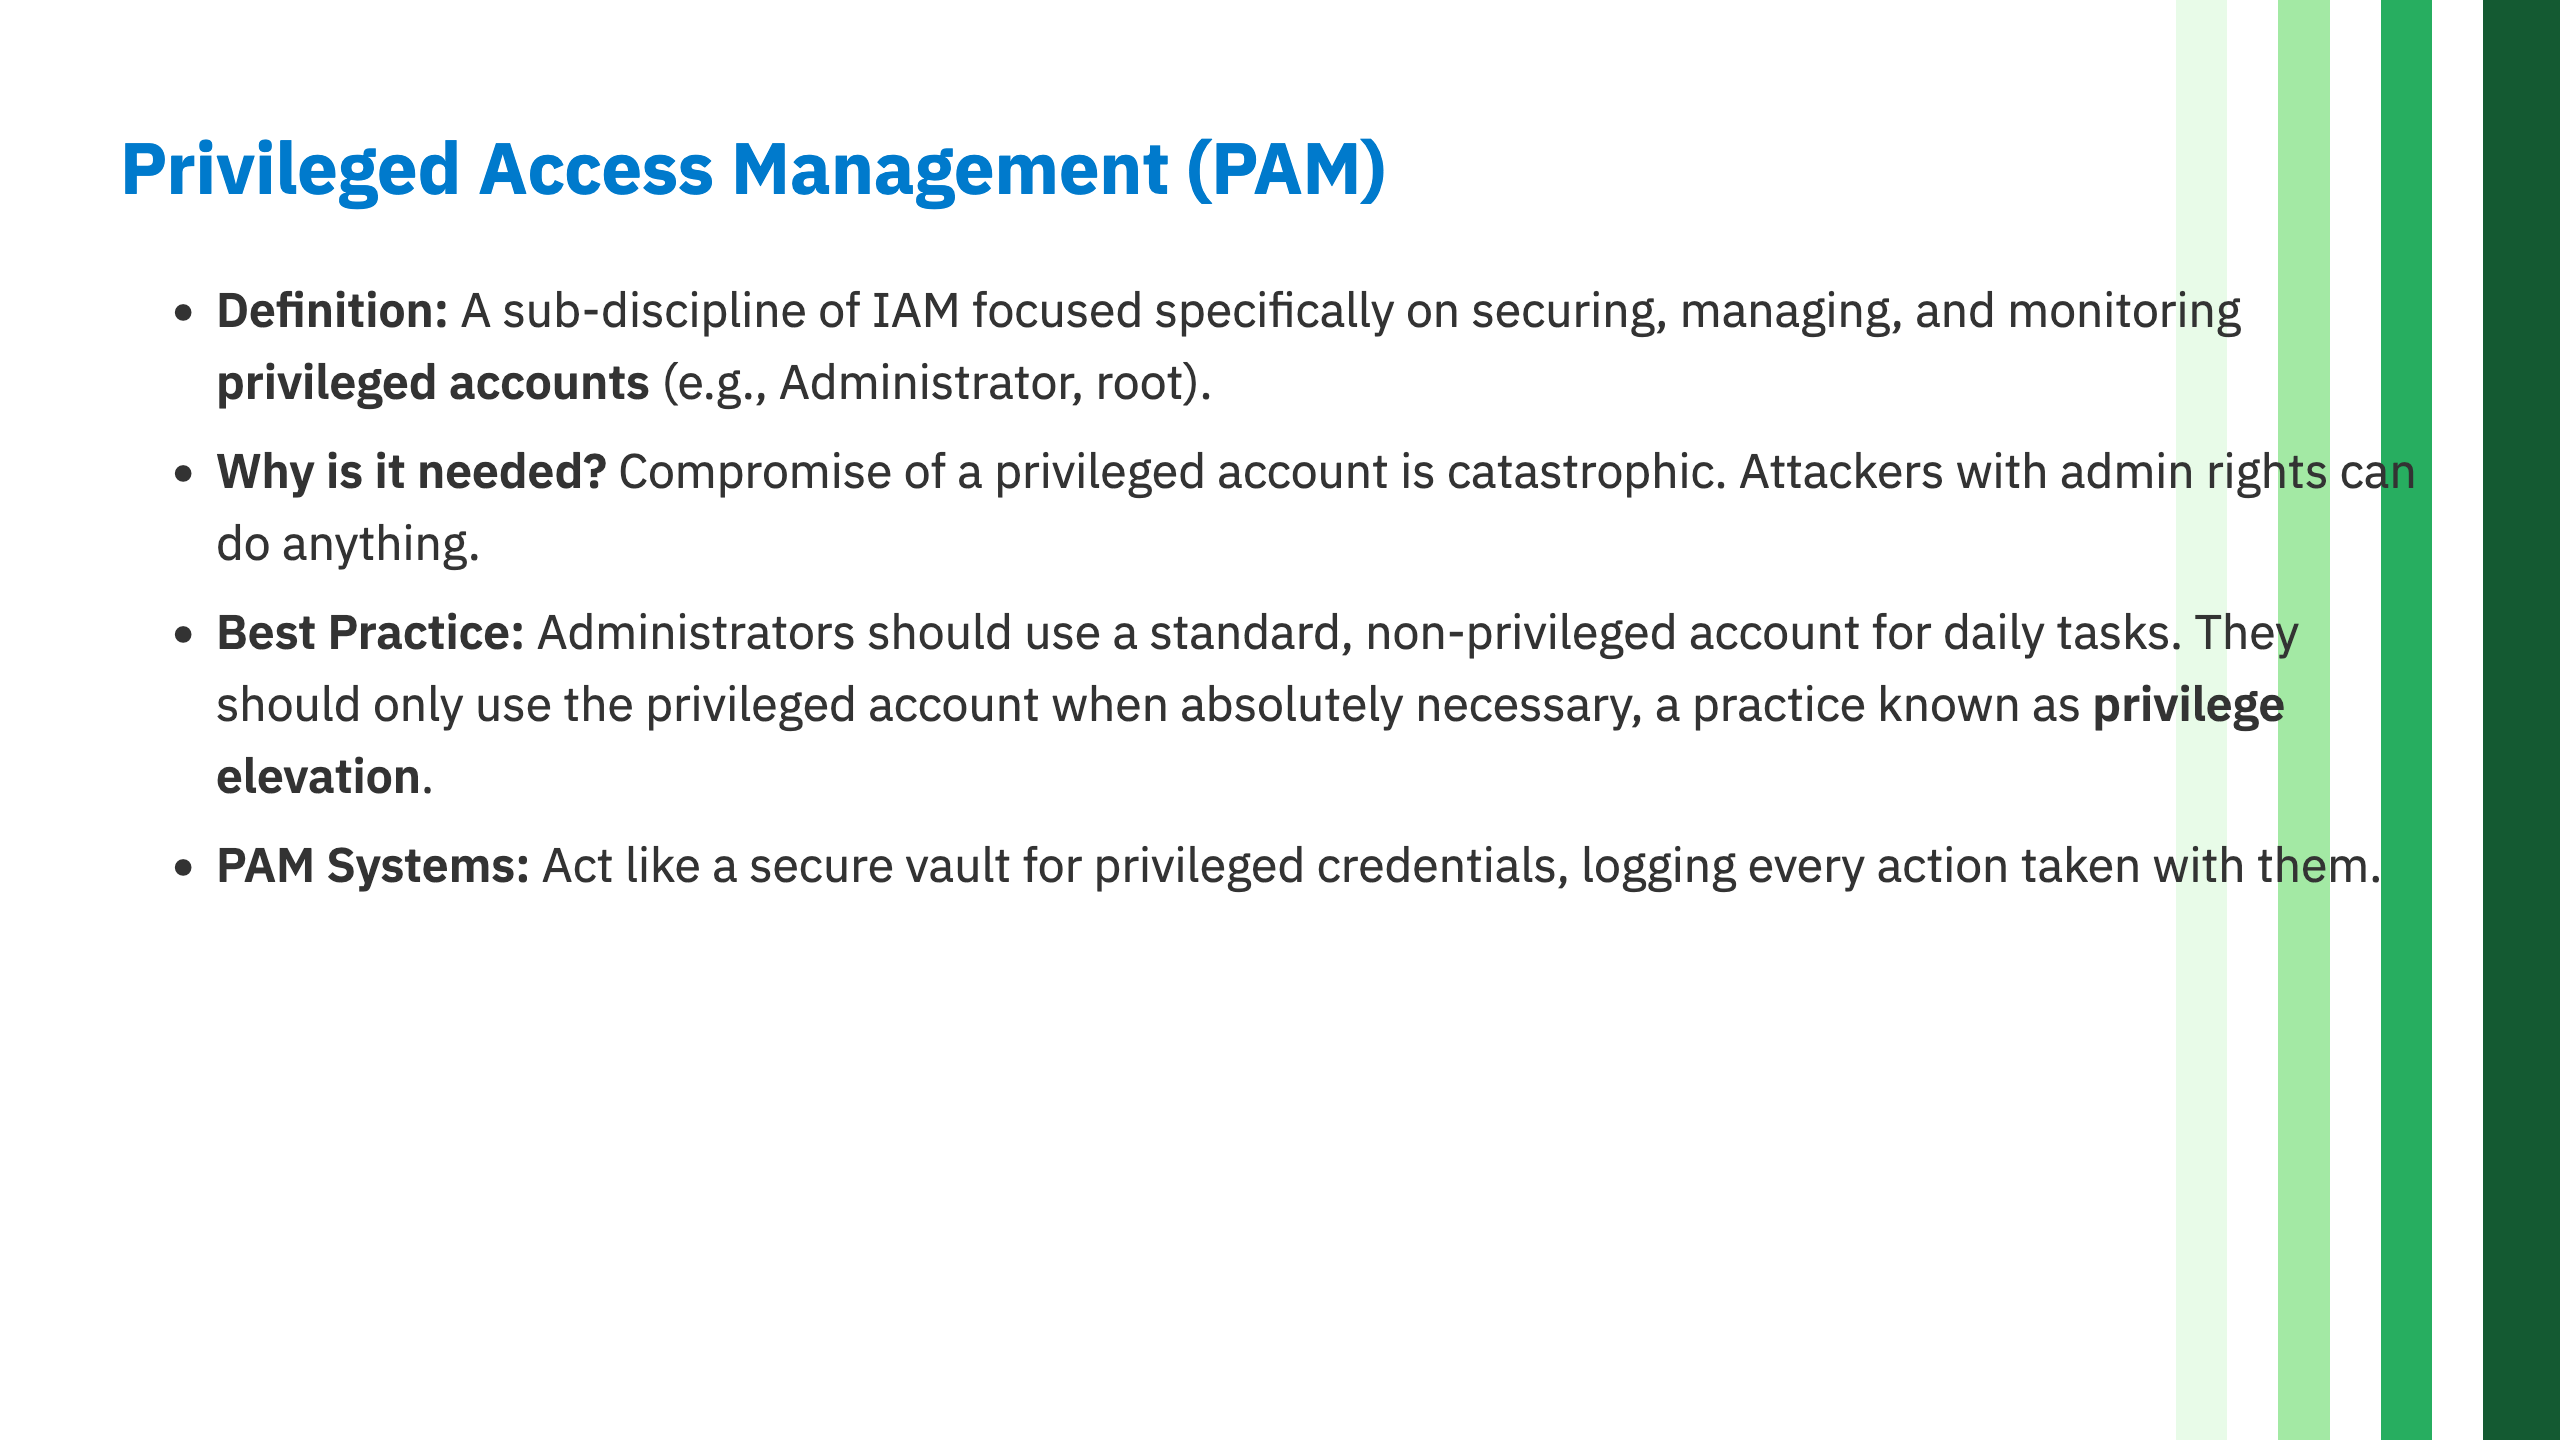 Privileged Access Management (PAM)
• Definition: A sub-discipline of IAM focused specifically on securing, managing, and monitoring
privileged accounts (e.g., Administrator, root).
• Why is it needed? Compromise of a privileged account is catastrophic. Attackers with admin rights can
do anything.
• Best Practice: Administrators should use a standard, non-privileged account for daily tasks. They
should only use the privileged account when absolutely necessary, a practice known as privilege
elevation.
• PAM Systems: Act like a secure vault for privileged credentials, logging every action taken with them.